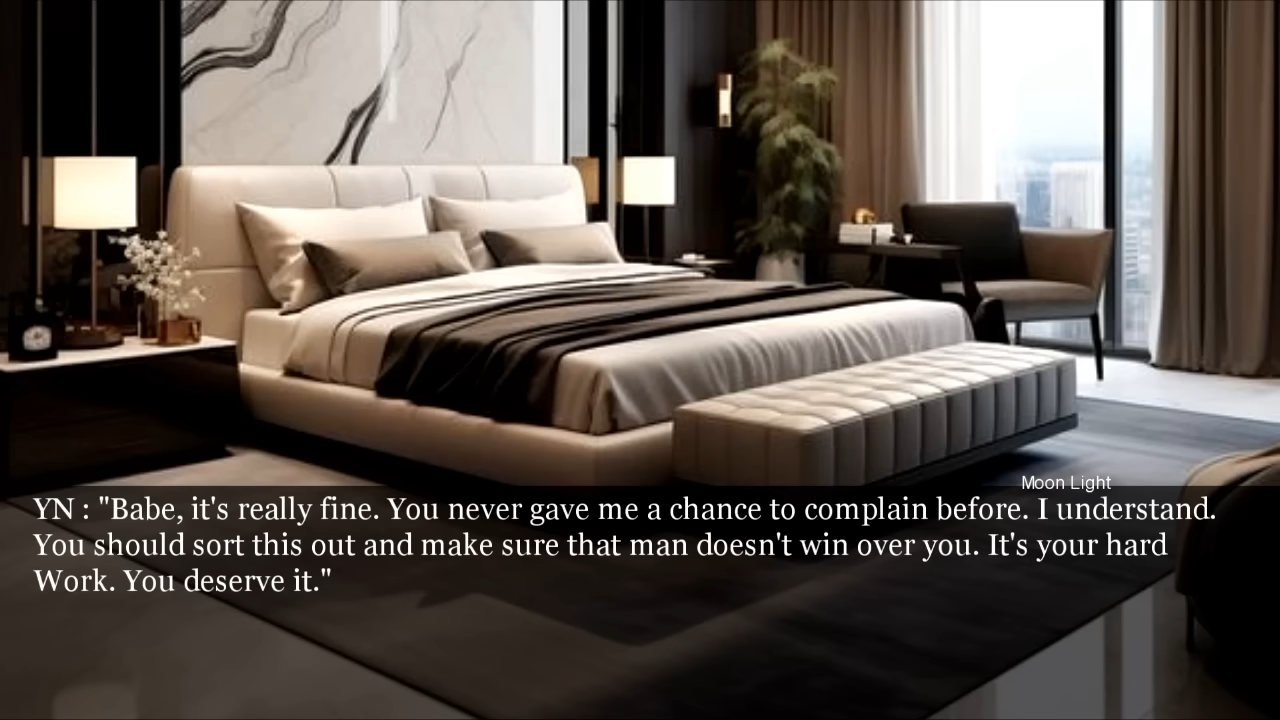 Moon Light
YN : "Babe, it's really fine. You never gave me a chance to complain before. I understand.
You should sort this out and make sure that man doesn't win over you. It's your hard
Work. You deserve it."